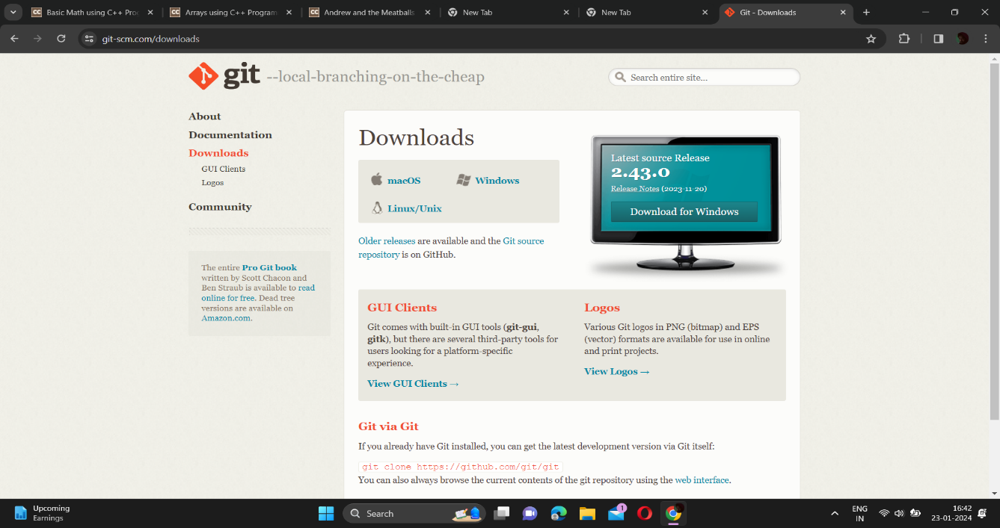 Basic Math using C++ Pro
Arrays using C++ Program
Andrew and the Meatballs
New Tab
New Tab
Git - Downloads
git-scm.com/downloads
git --local-branching-on-the-cheap
Search entire site...
About
Documentation
Downloads
GUI Clients
Logos
Community
The entire Pro Git book
written by Scott Chacon and
Ben Straub is available to read
online for free. Dead tree
versions are available on
Amazon.com.
Downloads
macOS
Windows
Linux/Unix
Older releases are available and the Git source
repository is on GitHub.
Latest source Release
2.43.0
Release Notes (2023-11-20)
Download for Windows
GUI Clients
Git comes with built-in GUI tools (git-gui,
gitk), but there are several third-party tools for
users looking for a platform-specific
experience.
View GUI Clients →
Logos
Various Git logos in PNG (bitmap) and EPS
(vector) formats are available for use in online
and print projects.
View Logos →
Git via Git
If you already have Git installed, you can get the latest development version via Git itself:
git clone https://github.com/git/git
You can also always browse the current contents of the git repository using the web interface.
Upcoming
Earnings
Search
1
ENG
IN
16:42
23-01-2024